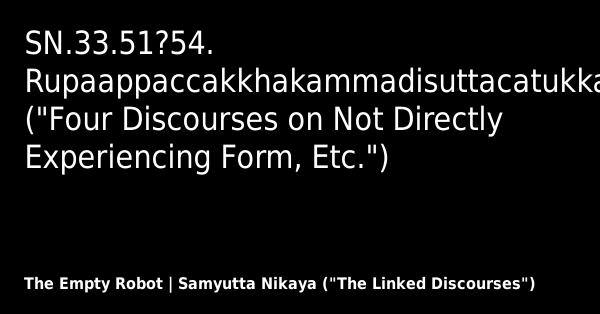 SN.33.51?54.
Rupaappaccakkhakammadisuttacatukka
("Four Discourses on Not Directly
Experiencing Form, Etc.")
The Empty Robot | Samyutta Nikaya ("The Linked Discourses")